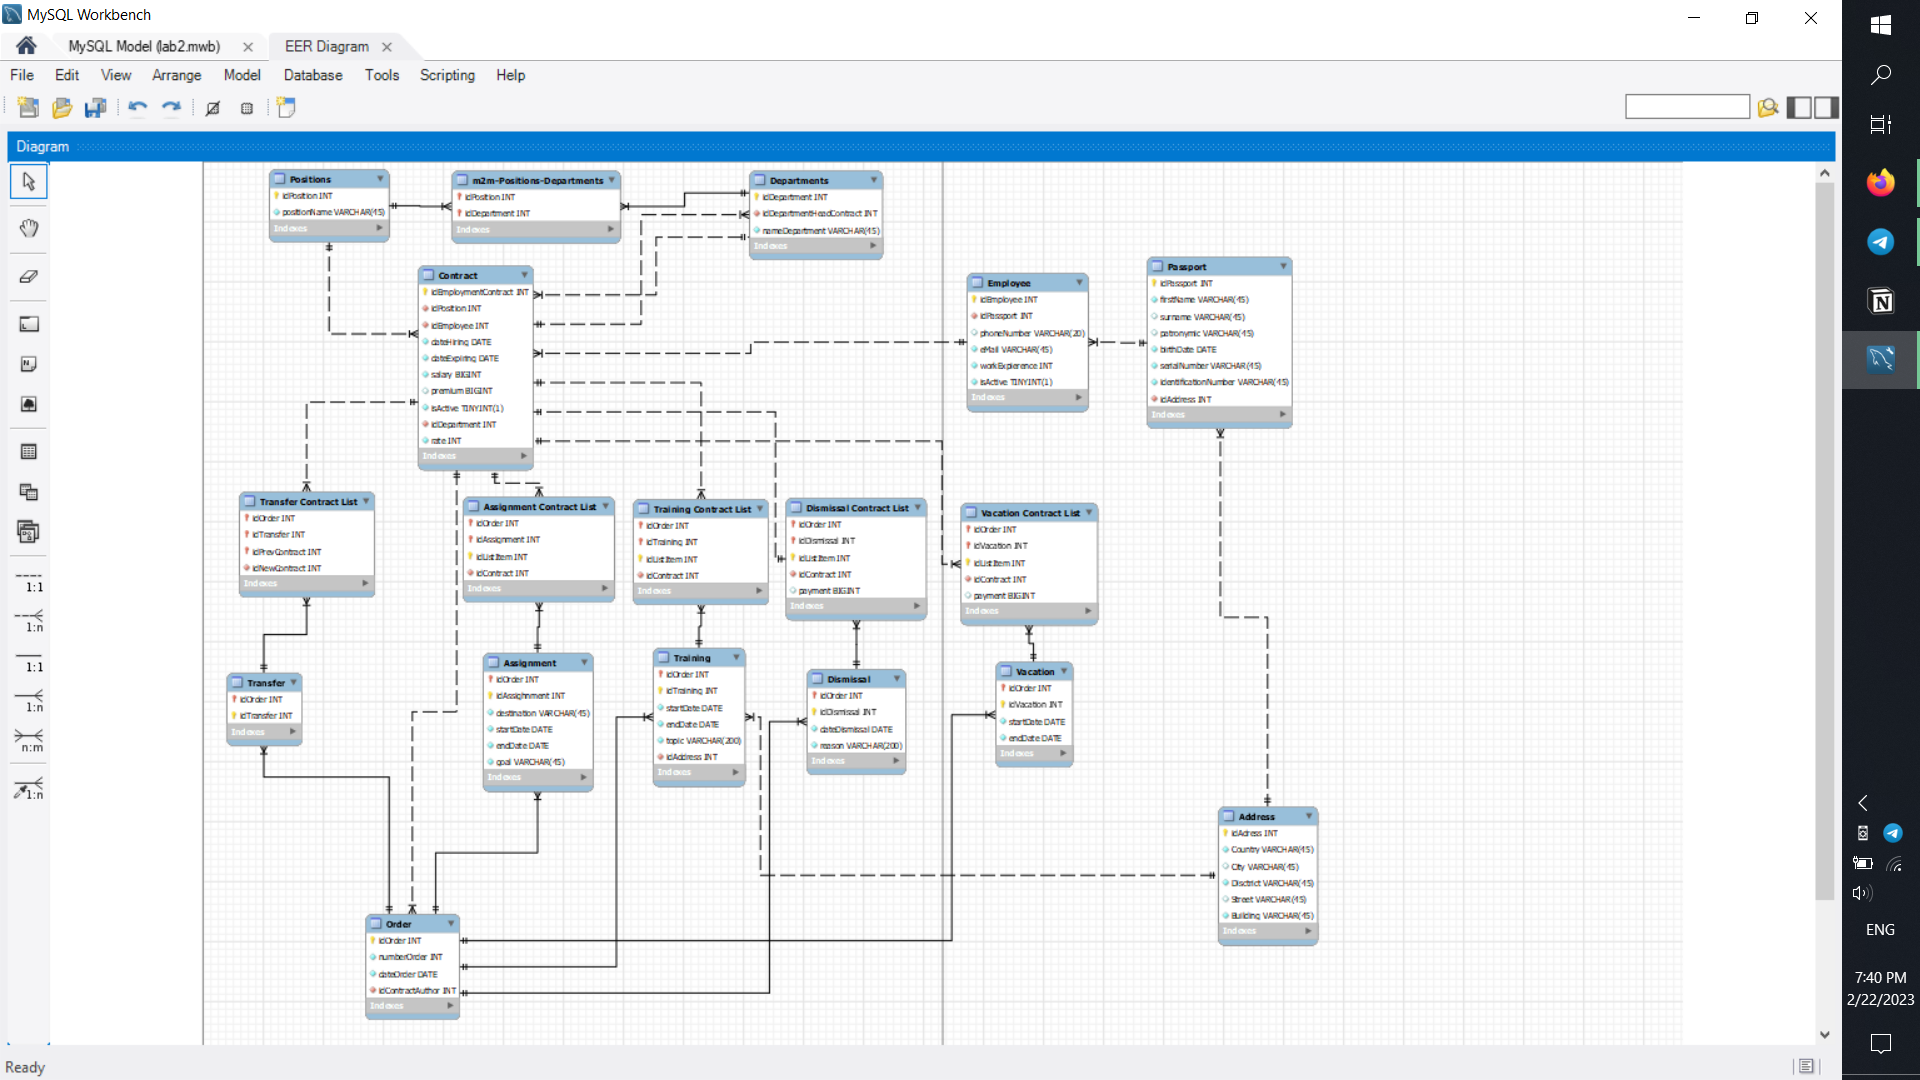 MySQL Workbench
MySQL Model (lab2.mwb)
EER Diagram
File Edit View Arrange Model Database Tools Scripting Help
Diagram
Positions
idPosition INT
positionName VARCHAR(45)
Indexes
m2m-Positions-Departments
idPosition INT
idDepartment INT
Indexes
Departments
idDepartment INT
idDepartmentHeadContract INT
nameDepartment VARCHAR(45)
Indexes
Contract
idEmploymentContract INT
idPosition INT
idEmployee INT
dateHiring DATE
dateExpiring DATE
salary BIGINT
premium BIGINT
isActive TINYINT(1)
idDepartment INT
rate INT
Indexes
Employee
idEmployee INT
idPassport INT
phoneNumber VARCHAR(20)
eMail VARCHAR(45)
workExpierence INT
isActive TINYINT(1)
Indexes
Passport
idPassport INT
firstName VARCHAR(45)
surname VARCHAR(45)
patronymic VARCHAR(45)
birthDate DATE
serialNumber VARCHAR(45)
identificationNumber VARCHAR(45)
idAddress INT
Indexes
Transfer Contract List
idOrder INT
idTransfer INT
idPrevContract INT
idNewContract INT
Indexes
Assignment Contract List
idOrder INT
idAssignment INT
idListItem INT
idContract INT
Indexes
Training Contract List
idOrder INT
idTraining INT
idListItem INT
idContract INT
Indexes
Dismissal Contract List
idOrder INT
idDismissal INT
idListItem INT
idContract INT
payment BIGINT
Indexes
Vacation Contract List
idOrder INT
idVacation INT
idListItem INT
idContract INT
payment BIGINT
Indexes
Transfer
idOrder INT
idTransfer INT
Indexes
Assignment
idOrder INT
idAssighnment INT
destination VARCHAR(45)
startDate DATE
endDate DATE
goal VARCHAR(45)
Indexes
Training
idOrder INT
idTraining INT
startDate DATE
endDate DATE
topic VARCHAR(200)
idAddress INT
Indexes
Dismissal
idOrder INT
idDismissal INT
dateDismissal DATE
reason VARCHAR(200)
Indexes
Vacation
idOrder INT
idVacation INT
startDate DATE
endDate DATE
Indexes
Address
idAdress INT
Country VARCHAR(45)
City VARCHAR(45)
Disctrict VARCHAR(45)
Street VARCHAR(45)
Building VARCHAR(45)
Indexes
Order
idOrder INT
numberOrder INT
dateOrder DATE
idContractAuthor INT
Indexes
1:1
1:n
1:1
1:n
n:m
1:n
Ready
ENG
7:40 PM
2/22/2023